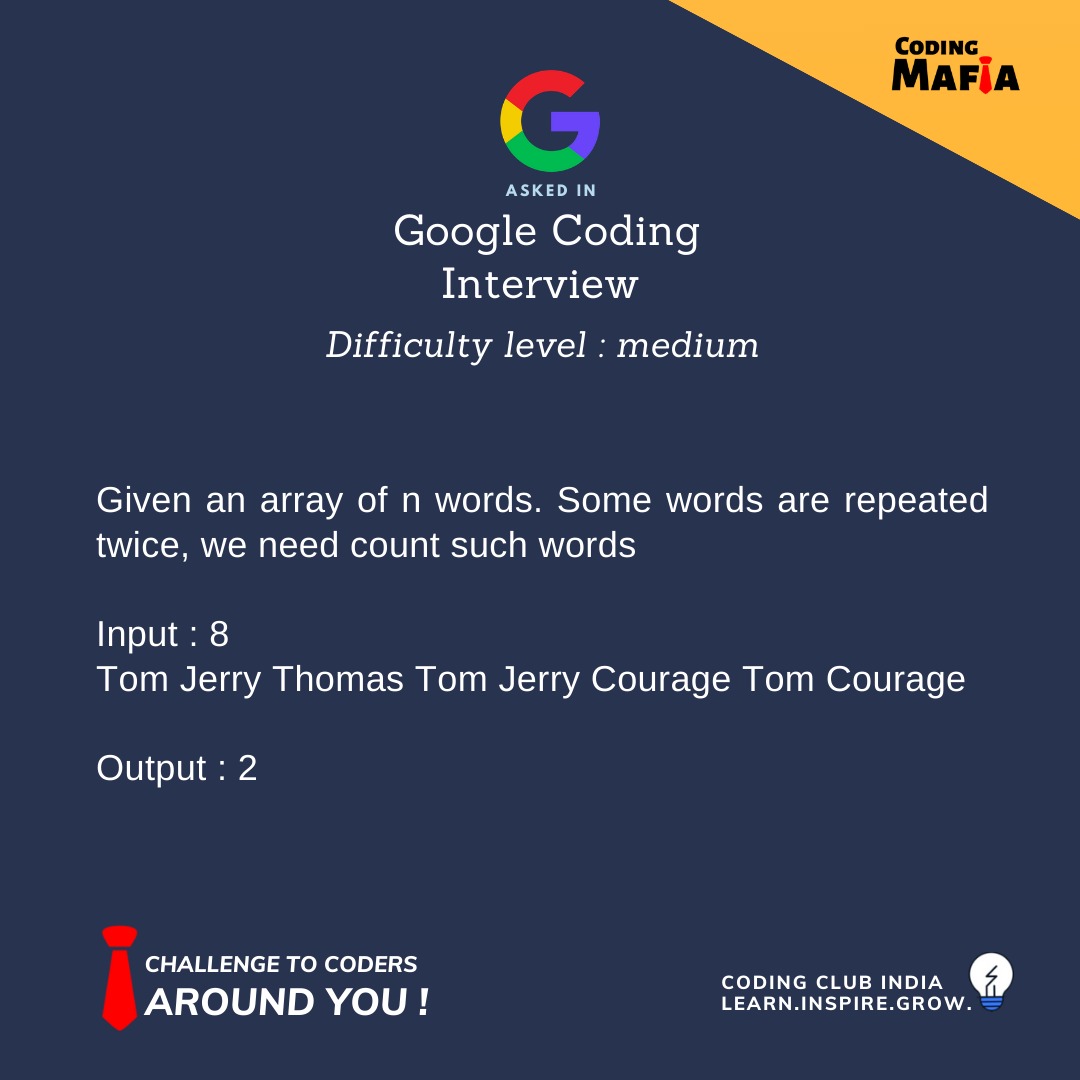 CODING
MAFIA
ASKED IN
Google Coding
Interview
Difficulty level : medium
Given an array of n words. Some words are repeated
twice, we need count such words
Input : 8
Tom Jerry Thomas Tom Jerry Courage Tom Courage
Output : 2
CHALLENGE TO CODERS
AROUND YOU !
CODING CLUB INDIA
LEARN.INSPIRE.GROW.